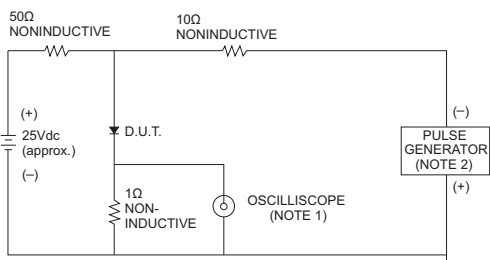 50Ω
NONINDUCTIVE
10Ω
NONINDUCTIVE
(+)
25Vdc
(approx.)
(–)
D.U.T.
1Ω
NON-
INDUCTIVE
OSCILLISCOPE
(NOTE 1)
(–)
PULSE
GENERATOR
(NOTE 2)
(+)